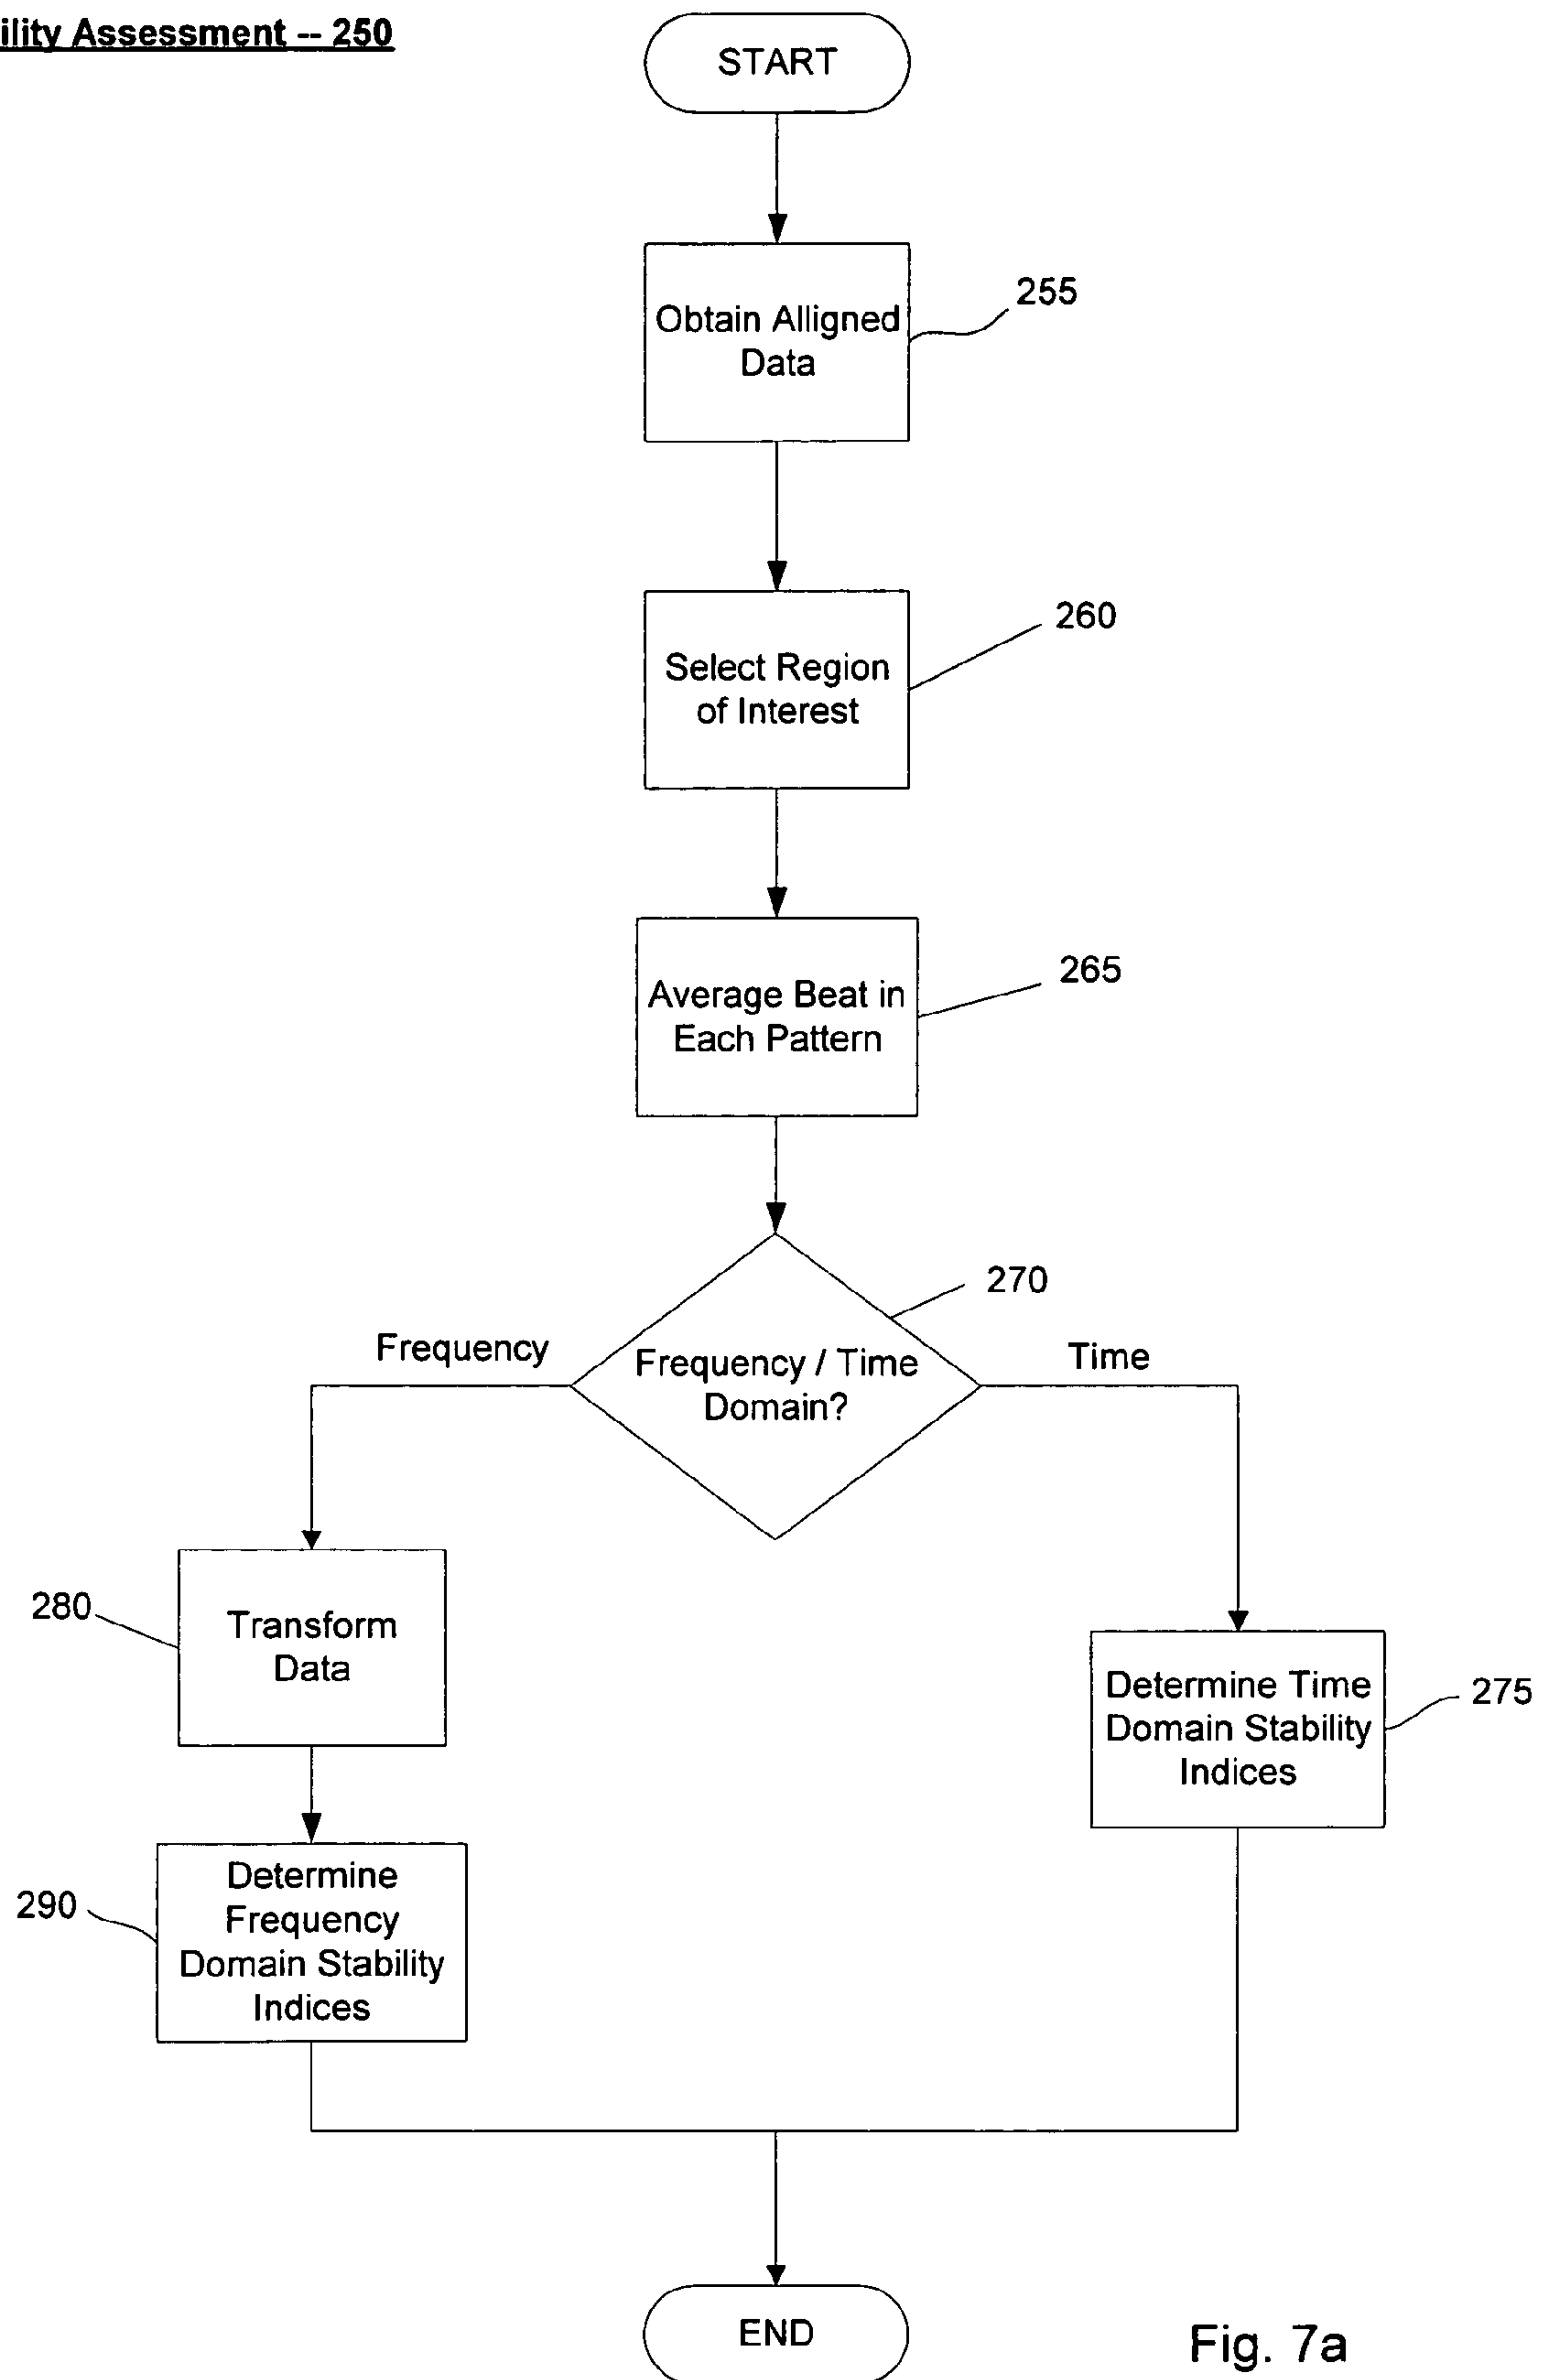 ility Assessment -- 250
START
Obtain Alligned
Data
255
Select Region
of Interest
260
Average Beat in
Each Pattern
265
270
Frequency
Frequency / Time
Domain?
Time
280
Transform
Data
Determine Time
Domain Stability
Indices
275
290
Determine
Frequency
Domain Stability
Indices
END
Fig. 7a